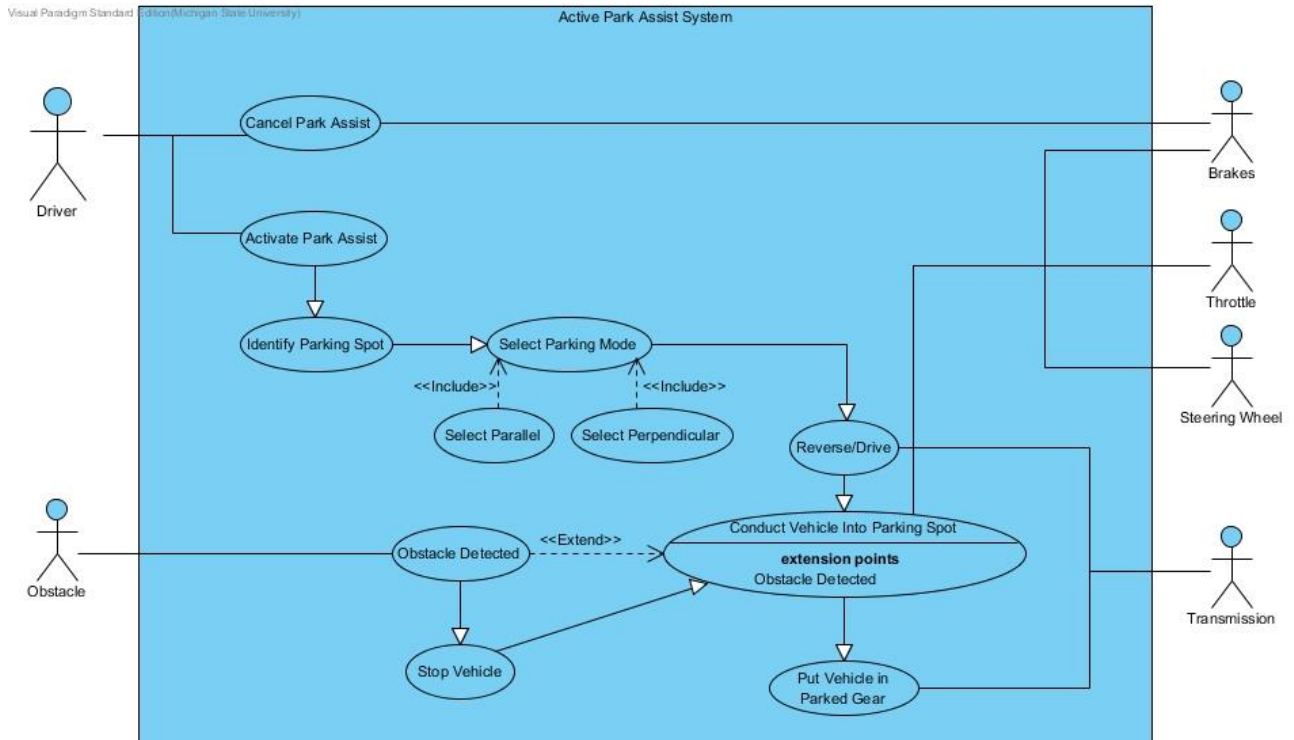 Visual Paradigm Standard Edition(Michigan State University)
Active Park Assist System
Cancel Park Assist
Driver
Brakes
Activate Park Assist
Throttle
Identify Parking Spot
Select Parking Mode
<<Include>>
<<Include>>
Steering Wheel
Select Parallel
Select Perpendicular
Reverse/Drive
Conduct Vehicle Into Parking Spot
<<Extend>>
Obstacle Detected
extension points
Obstacle Detected
Obstacle
Transmission
Stop Vehicle
Put Vehicle in
Parked Gear